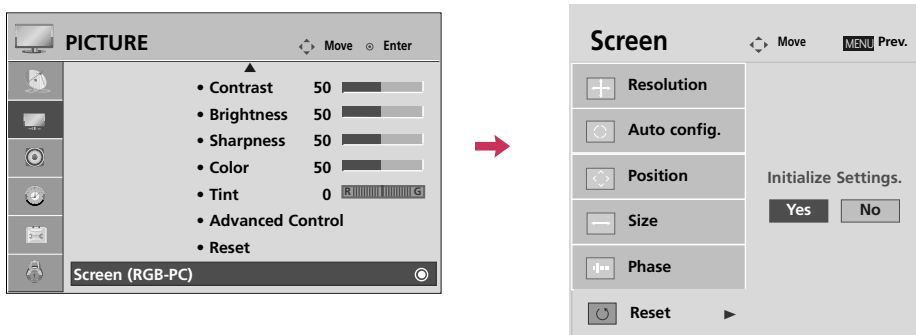 PICTURE
Move Enter
• Contrast 50
• Brightness 50
• Sharpness 50
• Color 50
• Tint 0 R G
• Advanced Control
• Reset
Screen (RGB-PC)
Screen
Move MENU Prev.
Resolution
Auto config.
Position
Size
Phase
Reset
Initialize Settings.
Yes No